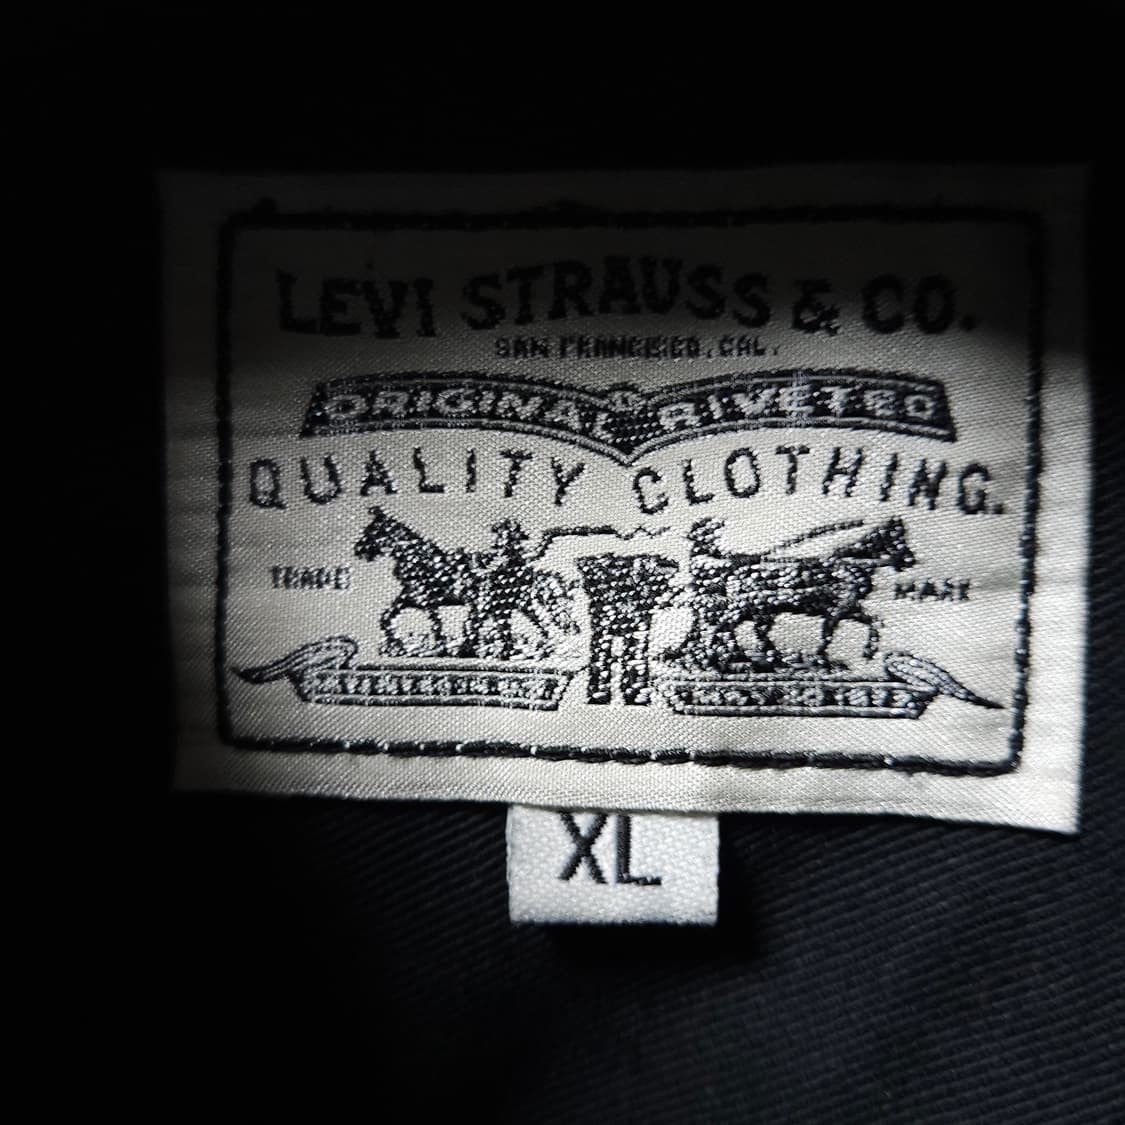 LEVI STRAUSS & CO.
SAN FRANCISCO, CAL.
ORIGINAL RIVETED
QUALITY CLOTHING.
TRADE MARK
XL